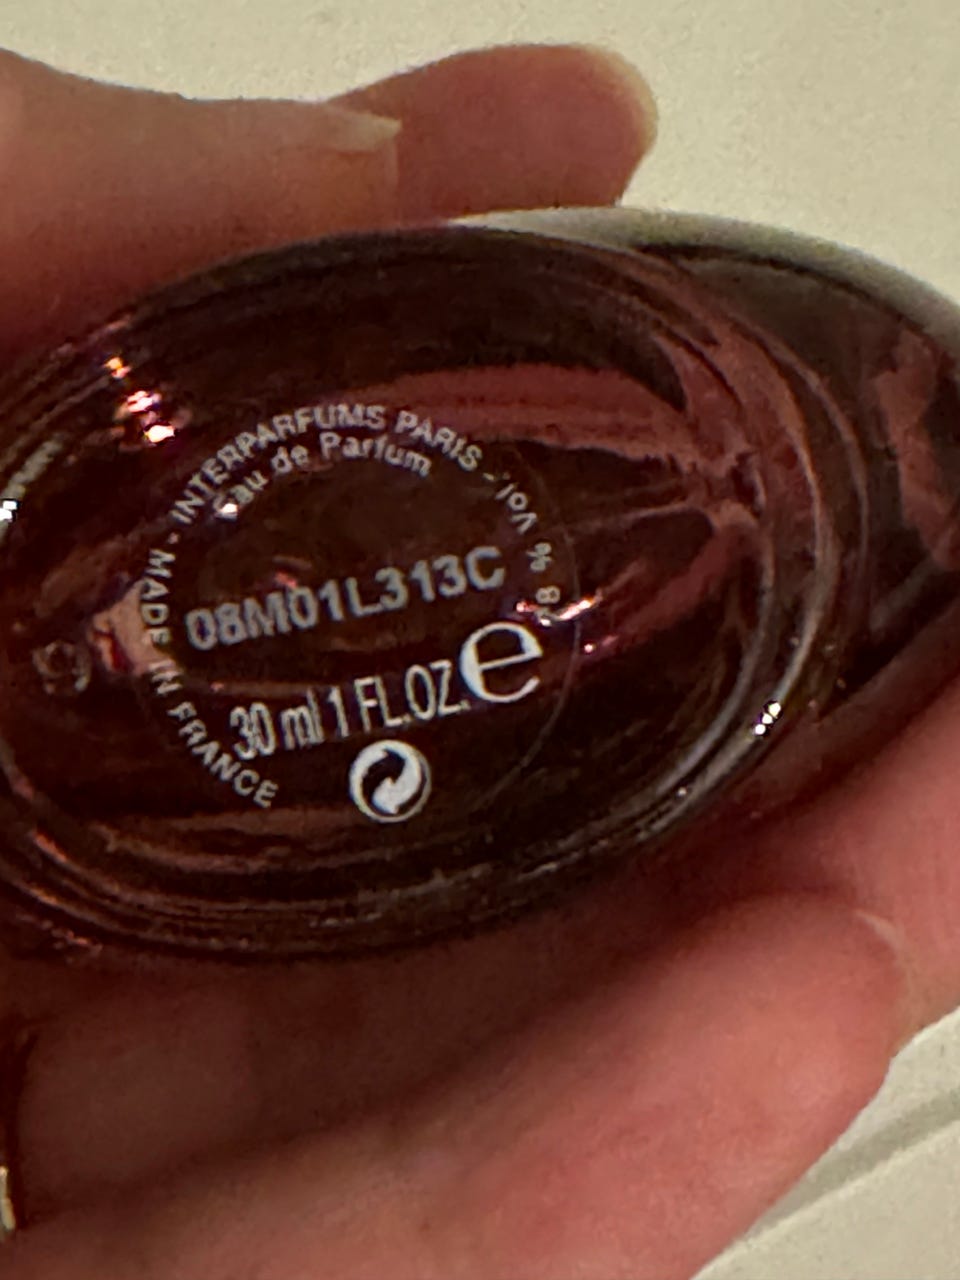 INTERPARFUMS PARIS -
Eau de Parfum
08M01L313C
30 ml 1 FL.OZ. e
MADE IN FRANCE
% Vol.